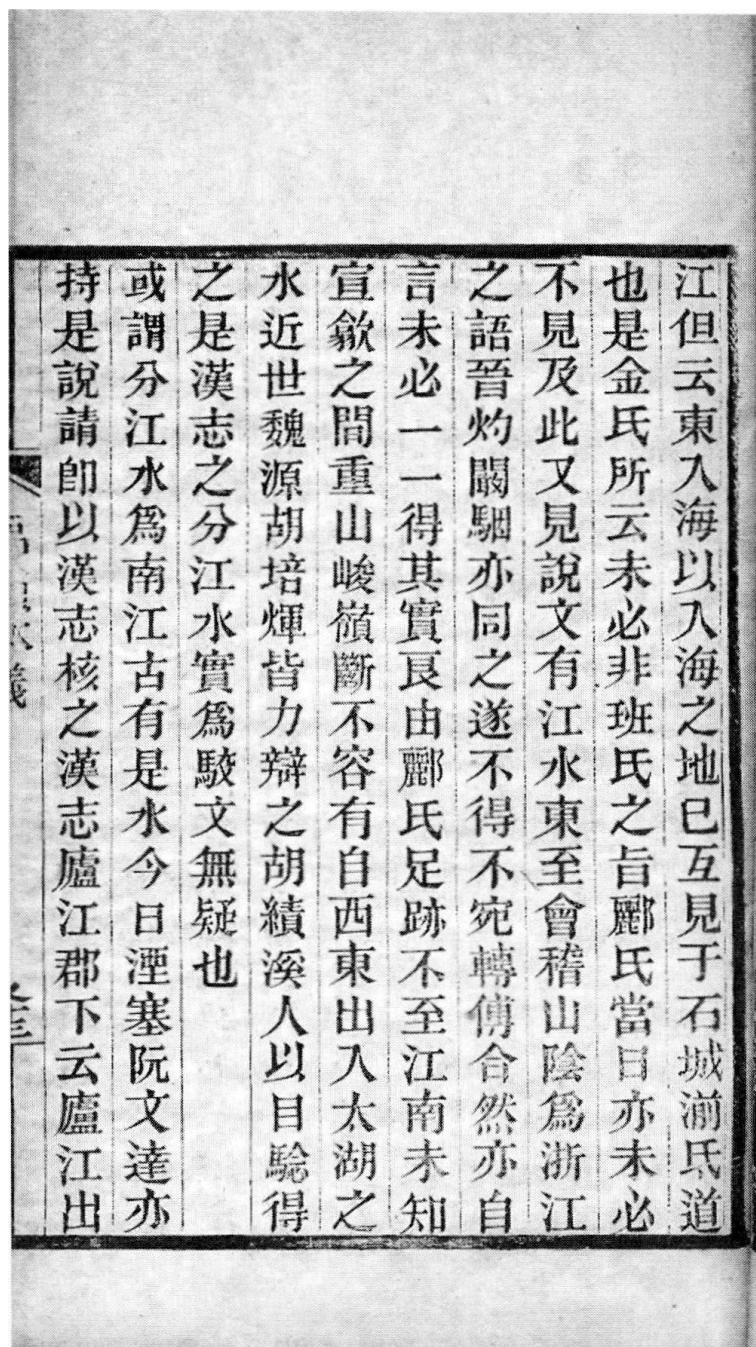 江但云東入海以入海之地已互見于石城湔氐道
也是金氏所云未必非班氏之旨酈氏當日亦未必
不見及此又見說文有江水東至會稽山陰爲浙江
之語晉灼闞駰亦同之遂不得不宛轉傅合然亦自
言未必一一得其實良由酈氏足跡不至江南未知
宣歙之間重山峻嶺斷不容有自西東出入太湖之
水近世魏源胡培煇皆力辯之胡績溪人以目驗得
之是漢志之分江水實爲駮文無疑也
或謂分江水爲南江古有是水今日湮塞阮文達亦
持是說請卽以漢志核之漢志廬江郡下云廬江出